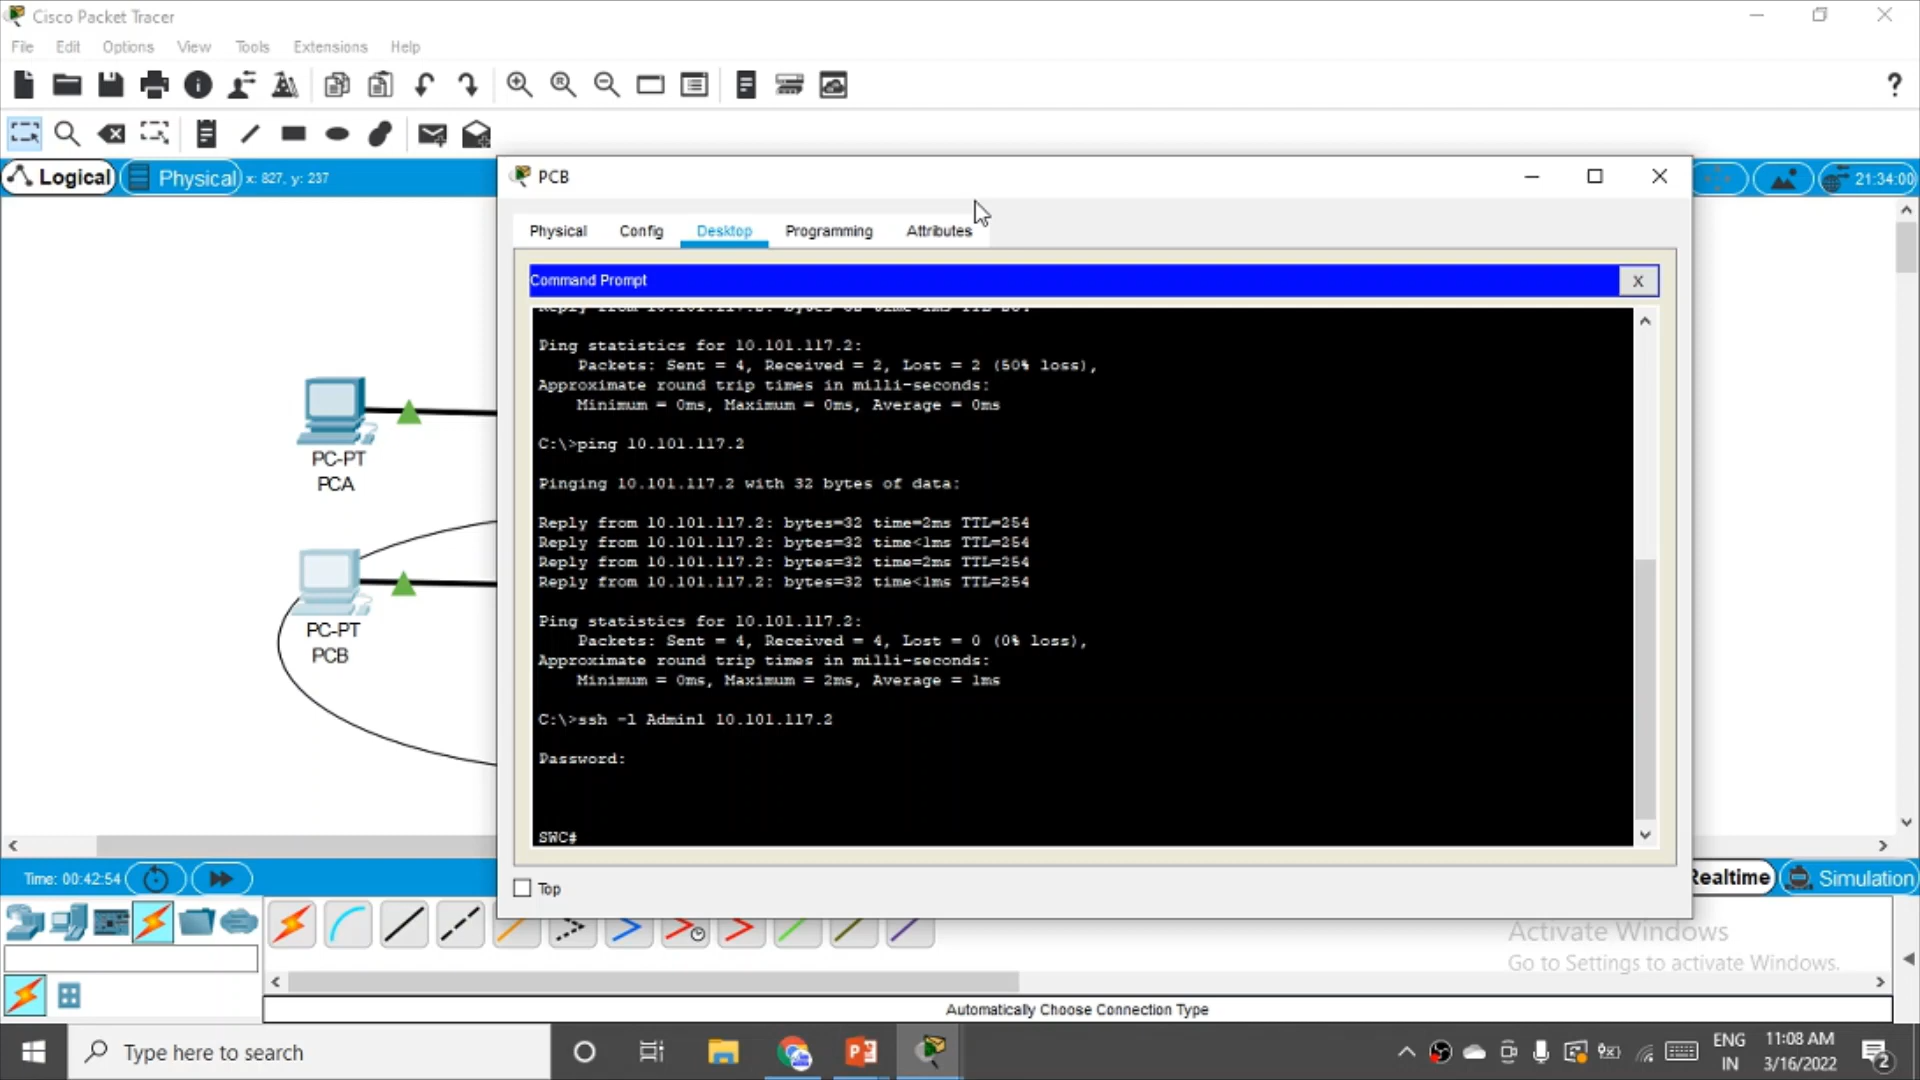 Cisco Packet Tracer
File Edit Options View Tools Extensions Help
Logical Physical x: 827, y: 237
21:34:00
PCB
Physical Config Desktop Programming Attributes
Command Prompt
X
Ping statistics for 10.101.117.2:
Packets: Sent = 4, Received = 2, Lost = 2 (50% loss),
Approximate round trip times in milli-seconds:
Minimum = 0ms, Maximum = 0ms, Average = 0ms
C:\>ping 10.101.117.2
Pinging 10.101.117.2 with 32 bytes of data:
Reply from 10.101.117.2: bytes=32 time=2ms TTL=254
Reply from 10.101.117.2: bytes=32 time<1ms TTL=254
Reply from 10.101.117.2: bytes=32 time=2ms TTL=254
Reply from 10.101.117.2: bytes=32 time<1ms TTL=254
Ping statistics for 10.101.117.2:
Packets: Sent = 4, Received = 4, Lost = 0 (0% loss),
Approximate round trip times in milli-seconds:
Minimum = 0ms, Maximum = 2ms, Average = 1ms
C:\>ssh -l Admin1 10.101.117.2
Password:
SWC#
Top
PC-PT
PCA
PC-PT
PCB
Time: 00:42:54
Realtime Simulation
Activate Windows
Go to Settings to activate Windows.
Automatically Choose Connection Type
Type here to search
ENG
IN
11:08 AM
3/16/2022
2